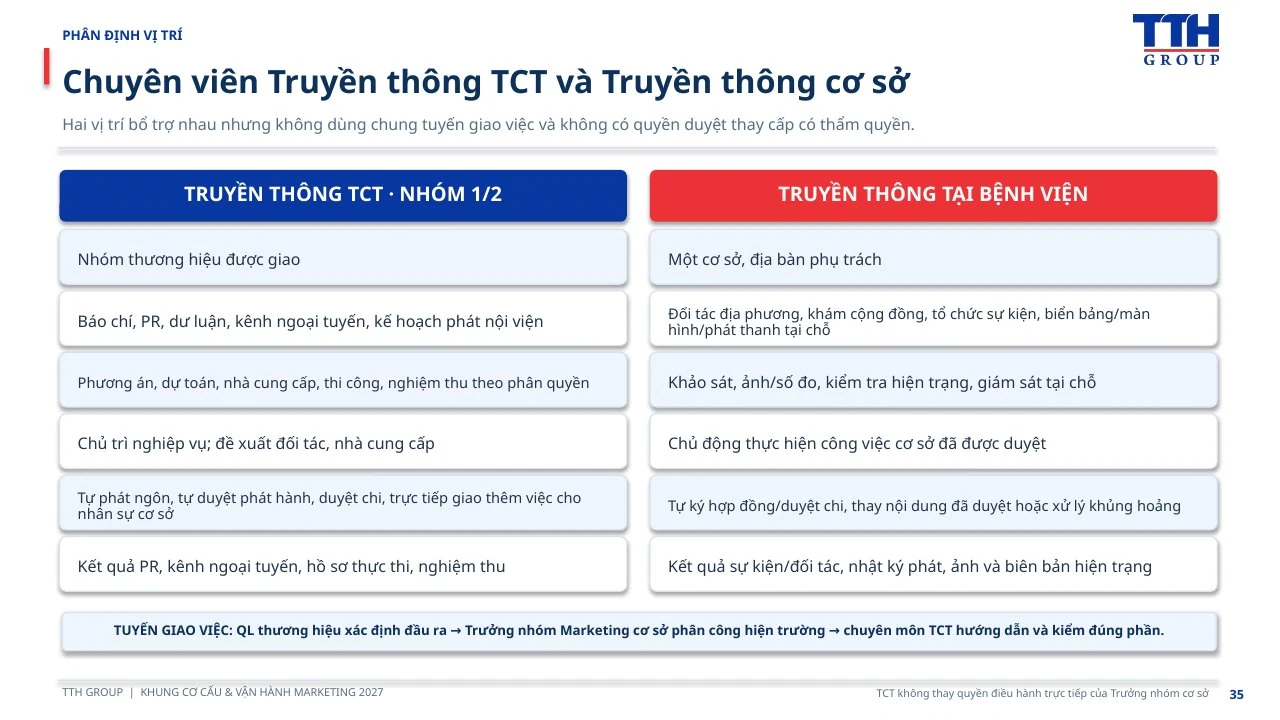 PHÂN ĐỊNH VỊ TRÍ
TTH
GROUP
Chuyên viên Truyền thông TCT và Truyền thông cơ sở
Hai vị trí bổ trợ nhau nhưng không dùng chung tuyến giao việc và không có quyền duyệt thay cấp có thẩm quyền.
TRUYỀN THÔNG TCT · NHÓM 1/2
TRUYỀN THÔNG TẠI BỆNH VIỆN
Nhóm thương hiệu được giao
Một cơ sở, địa bàn phụ trách
Báo chí, PR, dư luận, kênh ngoại tuyến, kế hoạch phát nội viện
Đối tác địa phương, khám cộng đồng, tổ chức sự kiện, biển bảng/màn
hình/phát thanh tại chỗ
Phương án, dự toán, nhà cung cấp, thi công, nghiệm thu theo phân quyền
Khảo sát, ảnh/số đo, kiểm tra hiện trạng, giám sát tại chỗ
Chủ trì nghiệp vụ; đề xuất đối tác, nhà cung cấp
Chủ động thực hiện công việc cơ sở đã được duyệt
Tự phát ngôn, tự duyệt phát hành, duyệt chi, trực tiếp giao thêm việc cho
nhân sự cơ sở
Tự ký hợp đồng/duyệt chi, thay nội dung đã duyệt hoặc xử lý khủng hoảng
Kết quả PR, kênh ngoại tuyến, hồ sơ thực thi, nghiệm thu
Kết quả sự kiện/đối tác, nhật ký phát, ảnh và biên bản hiện trạng
TUYẾN GIAO VIỆC: QL thương hiệu xác định đầu ra → Trưởng nhóm Marketing cơ sở phân công hiện trường → chuyên môn TCT hướng dẫn và kiểm đúng phần.
TTH GROUP | KHUNG CƠ CẤU & VẬN HÀNH MARKETING 2027
TCT không thay quyền điều hành trực tiếp của Trưởng nhóm cơ sở
35